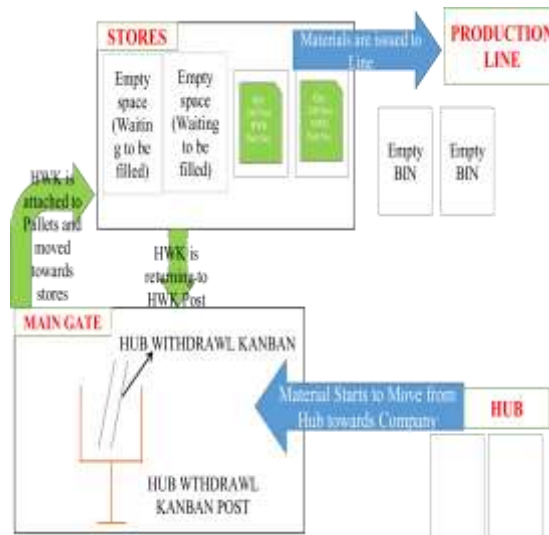 STORES
Materials are issued to
Line
PRODUCTION
LINE
Empty
space
(Waitin
g to be
filled)
Empty
space
(Waiting
to be
filled)
Empty
BIN
Empty
BIN
HWK is
attached to
Pallets and
moved
towards
stores
HWK is
returning to
HWK Post
MAIN GATE
HUB WITHDRAWL KANBAN
Material Starts to Move from
Hub towards Company
HUB
HUB WTHDRAWL
KANBAN POST